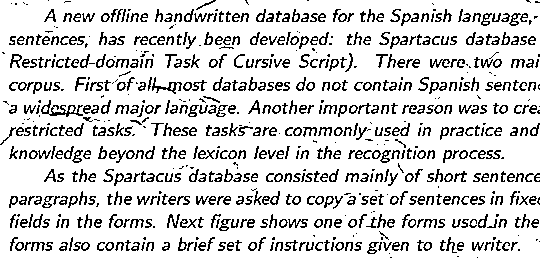 A new offline handwritten database for the Spanish language,
sentences, has recently been developed: the Spartacus database
Restricted-domain Task of Cursive Script). There were two mai
corpus. First of all, most databases do not contain Spanish senten
a widespread major language. Another important reason was to crea
restricted tasks. These tasks are commonly used in practice and
knowledge beyond the lexicon level in the recognition process.
As the Spartacus database consisted mainly of short sentence
paragraphs, the writers were asked to copy a set of sentences in fixe
fields in the forms. Next figure shows one of the forms used in the
forms also contain a brief set of instructions given to the writer.